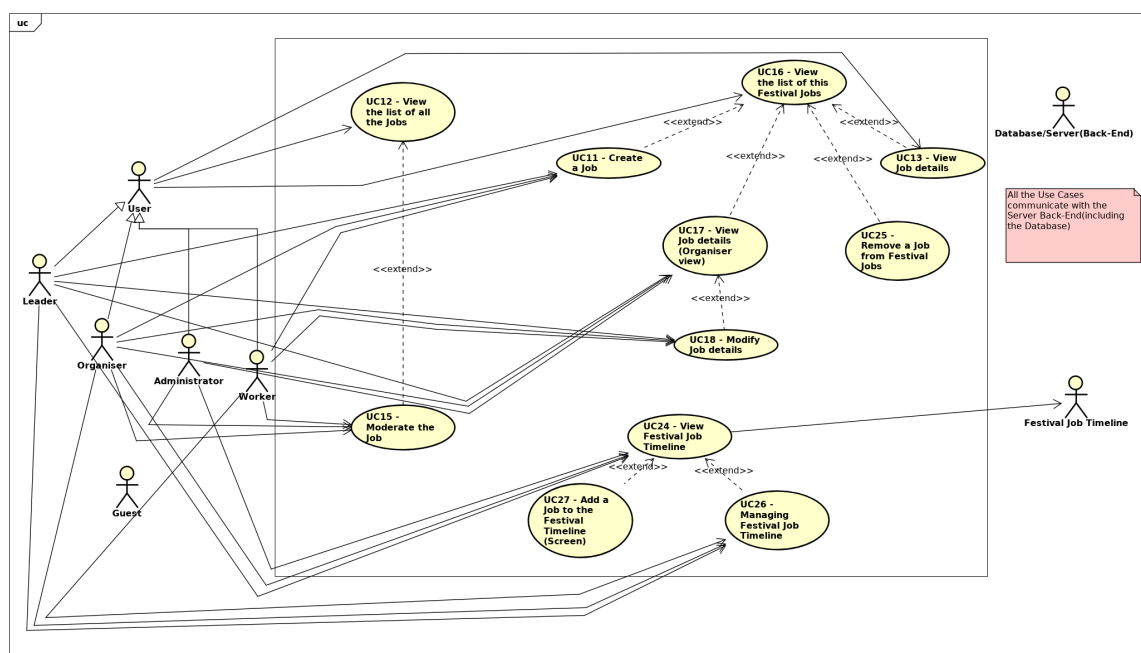 uc
UC16 - View
the list of this
Festival Jobs
UC12 - View
the list of all
the Jobs
Database/Server(Back-End)
<<extend>>
<<extend>>
<<extend>>
<<extend>>
UC11 - Create
a Job
UC13 - View
Job details
User
All the Use Cases
communicate with the
Server Back-End(including
the Database)
UC17 - View
Job details
(Organiser
view)
UC25 -
Remove a Job
from Festival
Jobs
<<extend>>
Leader
<<extend>>
UC18 - Modify
Job details
Organiser
Administrator
Worker
UC15 -
Moderate the
Job
UC24 - View
Festival Job
Timeline
Festival Job Timeline
<<extend>>
<<extend>>
Guest
UC27 - Add a
Job to the
Festival
Timeline
(Screen)
UC26 -
Managing
Festival Job
Timeline